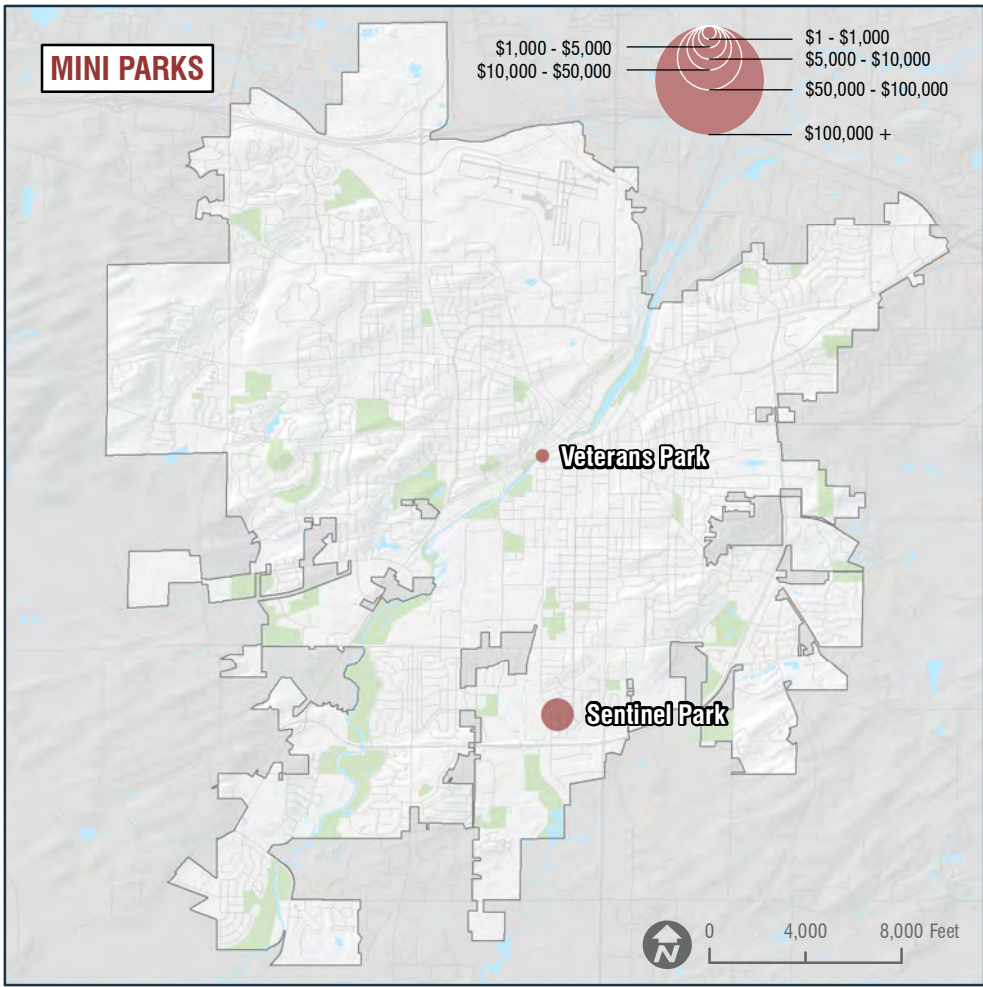 MINI PARKS
$1,000 - $5,000
$10,000 - $50,000
$1 - $1,000
$5,000 - $10,000
$50,000 - $100,000
$100,000 +
Veterans Park
Sentinel Park
N
0 4,000 8,000 Feet